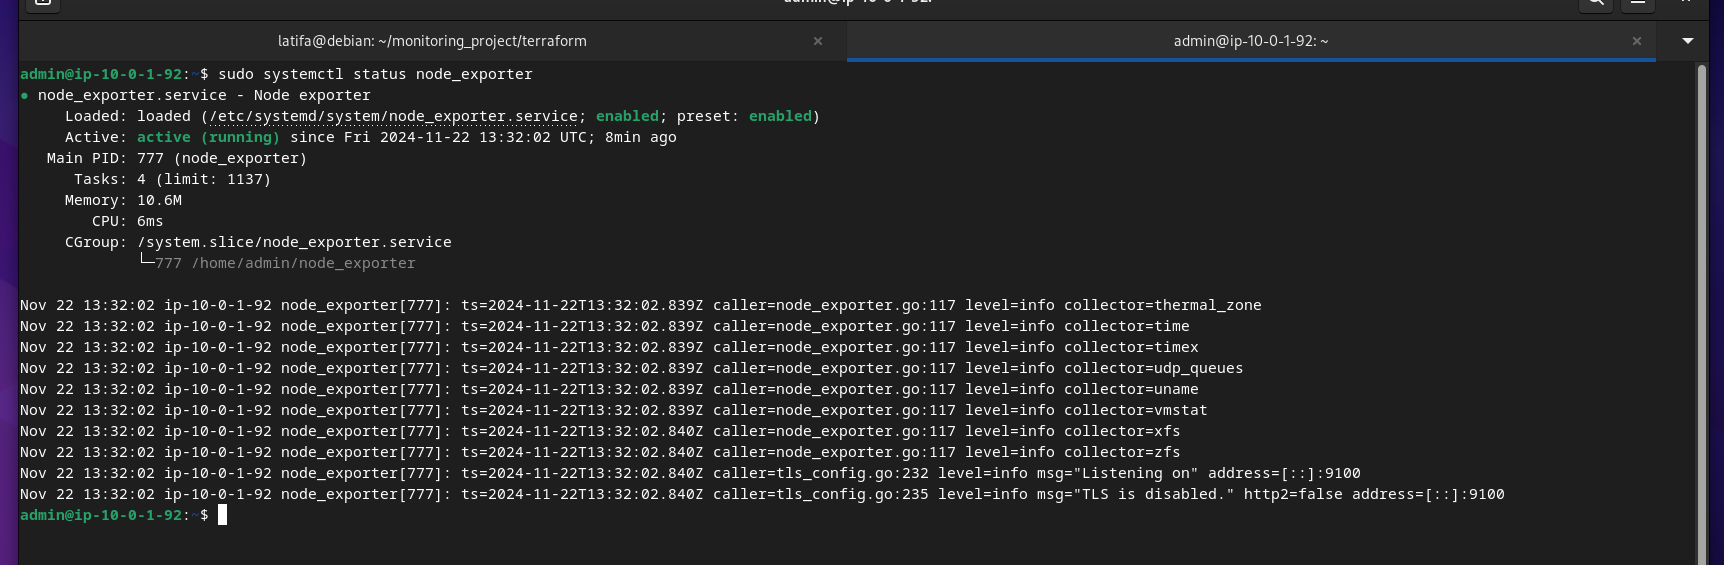 latifa@debian: ~/monitoring_project/terraform
admin@ip-10-0-1-92: ~
admin@ip-10-0-1-92:~$ sudo systemctl status node_exporter
● node_exporter.service - Node exporter
Loaded: loaded (/etc/systemd/system/node_exporter.service; enabled; preset: enabled)
Active: active (running) since Fri 2024-11-22 13:32:02 UTC; 8min ago
Main PID: 777 (node_exporter)
Tasks: 4 (limit: 1137)
Memory: 10.6M
CPU: 6ms
CGroup: /system.slice/node_exporter.service
└─777 /home/admin/node_exporter
Nov 22 13:32:02 ip-10-0-1-92 node_exporter[777]: ts=2024-11-22T13:32:02.839Z caller=node_exporter.go:117 level=info collector=thermal_zone
Nov 22 13:32:02 ip-10-0-1-92 node_exporter[777]: ts=2024-11-22T13:32:02.839Z caller=node_exporter.go:117 level=info collector=time
Nov 22 13:32:02 ip-10-0-1-92 node_exporter[777]: ts=2024-11-22T13:32:02.839Z caller=node_exporter.go:117 level=info collector=timex
Nov 22 13:32:02 ip-10-0-1-92 node_exporter[777]: ts=2024-11-22T13:32:02.839Z caller=node_exporter.go:117 level=info collector=udp_queues
Nov 22 13:32:02 ip-10-0-1-92 node_exporter[777]: ts=2024-11-22T13:32:02.839Z caller=node_exporter.go:117 level=info collector=uname
Nov 22 13:32:02 ip-10-0-1-92 node_exporter[777]: ts=2024-11-22T13:32:02.839Z caller=node_exporter.go:117 level=info collector=vmstat
Nov 22 13:32:02 ip-10-0-1-92 node_exporter[777]: ts=2024-11-22T13:32:02.840Z caller=node_exporter.go:117 level=info collector=xfs
Nov 22 13:32:02 ip-10-0-1-92 node_exporter[777]: ts=2024-11-22T13:32:02.840Z caller=node_exporter.go:117 level=info collector=zfs
Nov 22 13:32:02 ip-10-0-1-92 node_exporter[777]: ts=2024-11-22T13:32:02.840Z caller=tls_config.go:232 level=info msg="Listening on" address=[::]:9100
Nov 22 13:32:02 ip-10-0-1-92 node_exporter[777]: ts=2024-11-22T13:32:02.840Z caller=tls_config.go:235 level=info msg="TLS is disabled." http2=false address=[::]:9100
admin@ip-10-0-1-92:~$